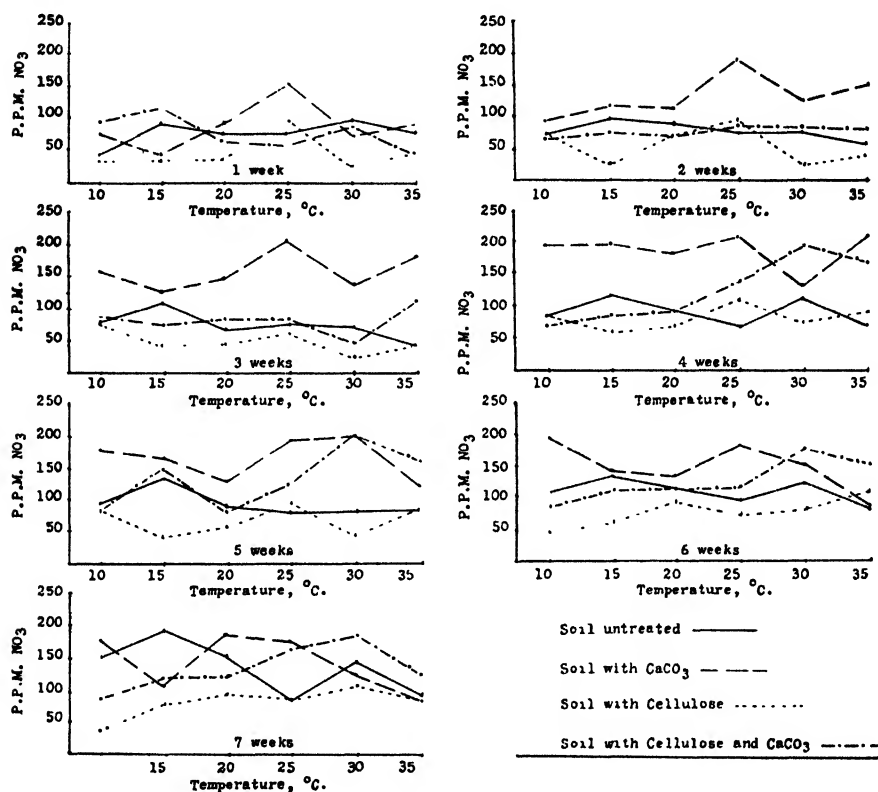 P.P.M. NO3
250
200
150
100
50
1 week
10 15 20 25 30 35
Temperature, °C.
P.P.M. NO3
250
200
150
100
50
2 weeks
10 15 20 25 30 35
Temperature, °C.
P.P.M. NO3
250
200
150
100
50
3 weeks
10 15 20 25 30 35
Temperature, °C.
P.P.M. NO3
250
200
150
100
50
4 weeks
10 15 20 25 30 35
Temperature, °C.
P.P.M. NO3
250
200
150
100
50
5 weeks
10 15 20 25 30 35
Temperature, °C.
P.P.M. NO3
250
200
150
100
50
6 weeks
10 15 20 25 30 35
Temperature, °C.
P.P.M. NO3
250
200
150
100
50
7 weeks
15 20 25 30 35
Temperature, °C.
Soil untreated
Soil with CaCO3
Soil with Cellulose
Soil with Cellulose and CaCO3